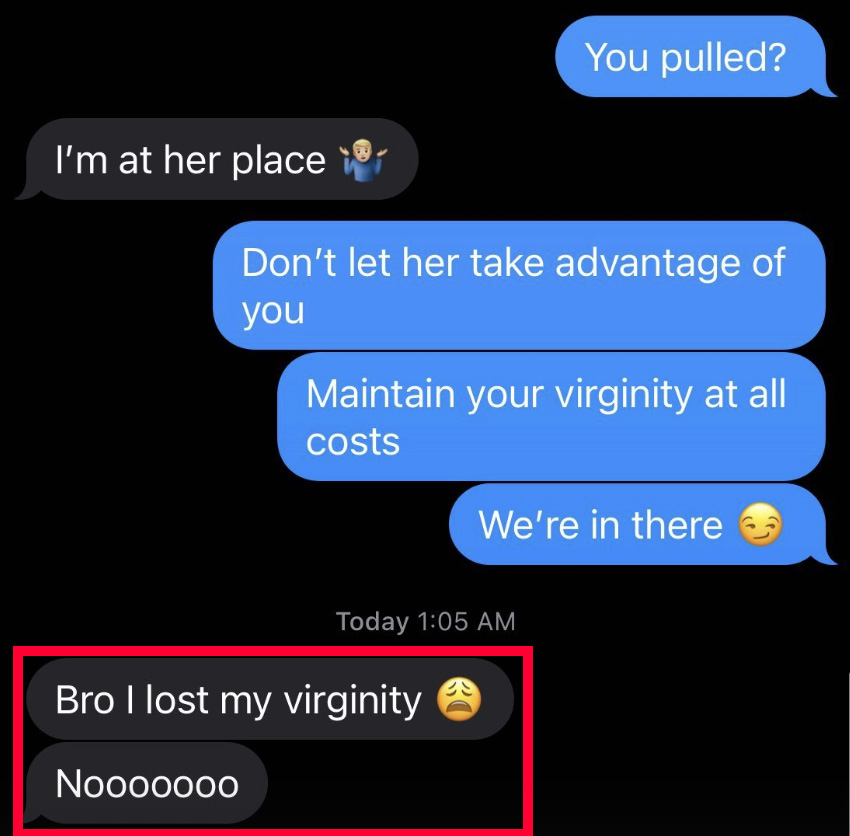 You pulled?
I'm at her place 🤷🏼‍♂️
Don't let her take advantage of
you
Maintain your virginity at all
costs
We're in there 😏
Today 1:05 AM
Bro I lost my virginity 😩
Nooooooo